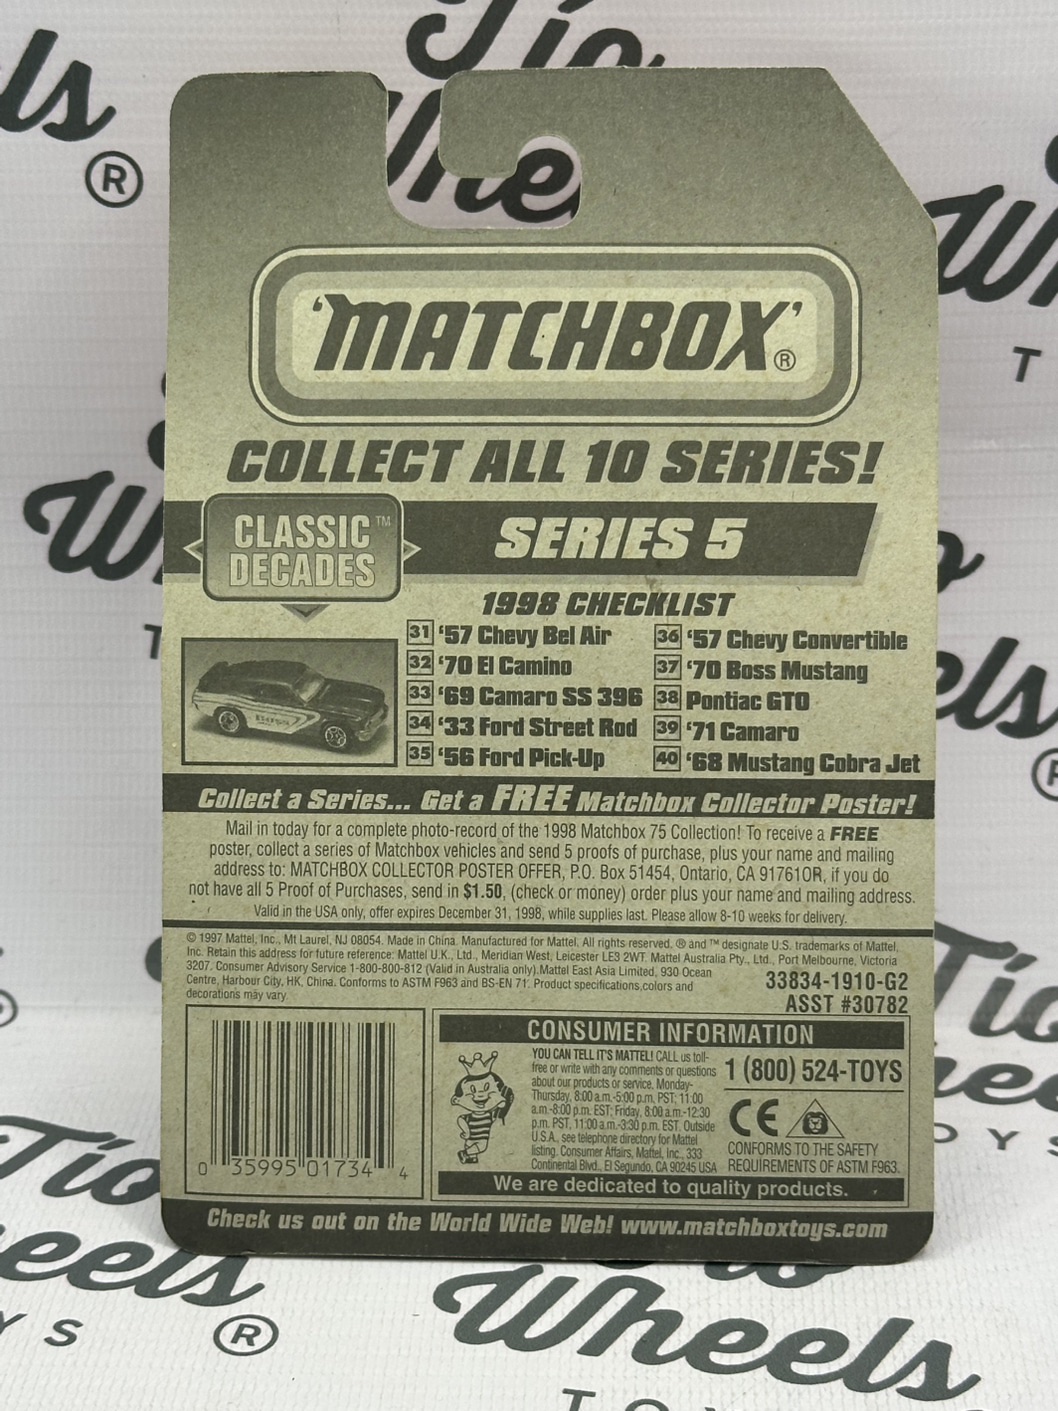 'MATCHBOX'®
COLLECT ALL 10 SERIES!
CLASSIC™
DECADES
SERIES 5
1998 CHECKLIST
31 '57 Chevy Bel Air
32 '70 El Camino
33 '69 Camaro SS 396
34 '33 Ford Street Rod
35 '56 Ford Pick-Up
36 '57 Chevy Convertible
37 '70 Boss Mustang
38 Pontiac GTO
39 '71 Camaro
40 '68 Mustang Cobra Jet
Collect a Series... Get a FREE Matchbox Collector Poster!
Mail in today for a complete photo-record of the 1998 Matchbox 75 Collection! To receive a FREE
poster, collect a series of Matchbox vehicles and send 5 proofs of purchase, plus your name and mailing
address to: MATCHBOX COLLECTOR POSTER OFFER, P.O. Box 51454, Ontario, CA 91761OR, if you do
not have all 5 Proof of Purchases, send in $1.50, (check or money) order plus your name and mailing address.
Valid in the USA only, offer expires December 31, 1998, while supplies last. Please allow 8-10 weeks for delivery.
© 1997 Mattel, Inc., Mt Laurel, NJ 08054. Made in China. Manufactured for Mattel. All rights reserved. ® and ™ designate U.S. trademarks of Mattel,
Inc. Retain this address for future reference: Mattel U.K., Ltd., Meridian West, Leicester LE3 2WT. Mattel Australia Pty., Ltd., Port Melbourne, Victoria
3207. Consumer Advisory Service 1-800-800-812 (Valid in Australia only).Mattel East Asia Limited, 930 Ocean
Centre, Harbour City, HK, China. Conforms to ASTM F963 and BS-EN 71. Product specifications,colors and
decorations may vary.
33834-1910-G2
ASST #30782
0 35995 01734 4
CONSUMER INFORMATION
YOU CAN TELL IT'S MATTEL! CALL us toll-
free or write with any comments or questions
about our products or service. Monday-
Thursday, 8:00 a.m.-5:00 p.m. PST; 11:00
a.m.-8:00 p.m. EST; Friday, 8:00 a.m.-12:30
p.m. PST, 11:00 a.m.-3:30 p.m. EST. Outside
U.S.A., see telephone directory for Mattel
listing. Consumer Affairs, Mattel, Inc., 333
Continental Blvd., El Segundo, CA 90245 USA
1 (800) 524-TOYS
CE
CONFORMS TO THE SAFETY
REQUIREMENTS OF ASTM F963.
We are dedicated to quality products.
Check us out on the World Wide Web! www.matchboxtoys.com
Tio
Wheels
®